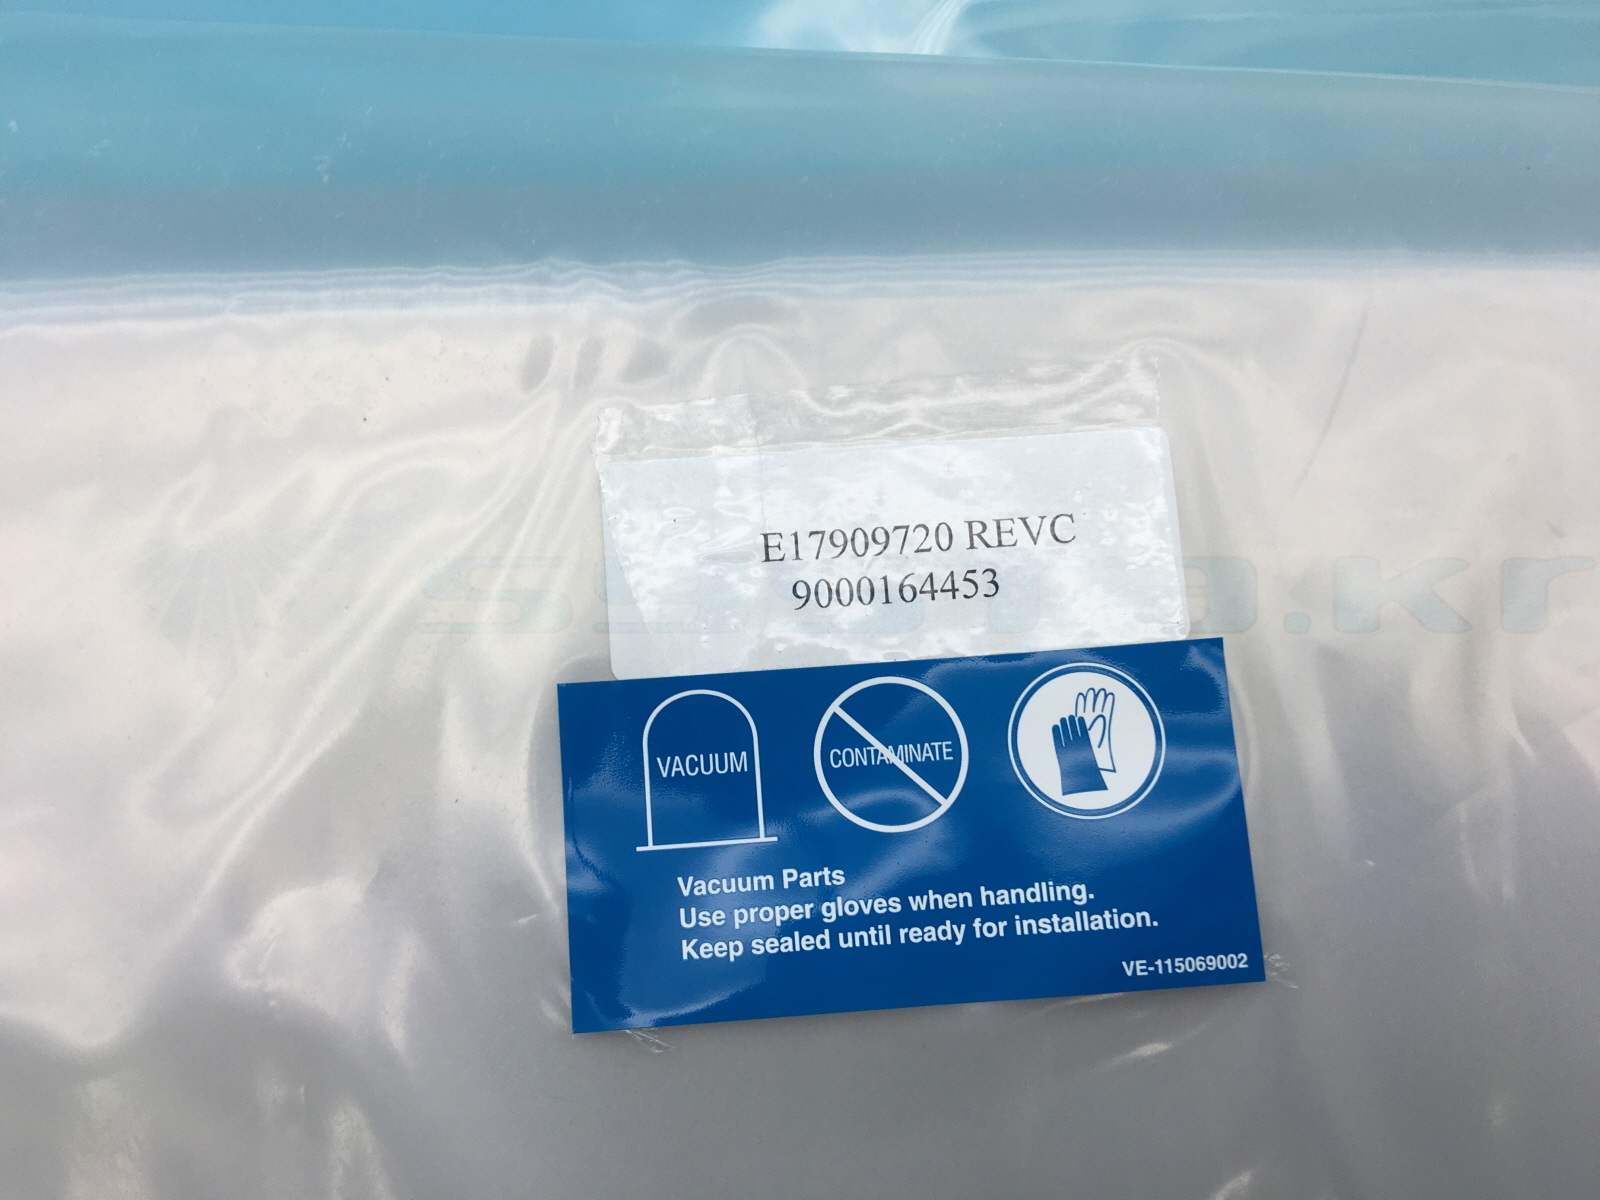 E17909720 REVC
9000164453
VACUUM
CONTAMINATE
Vacuum Parts
Use proper gloves when handling.
Keep sealed until ready for installation.
VE-115069002